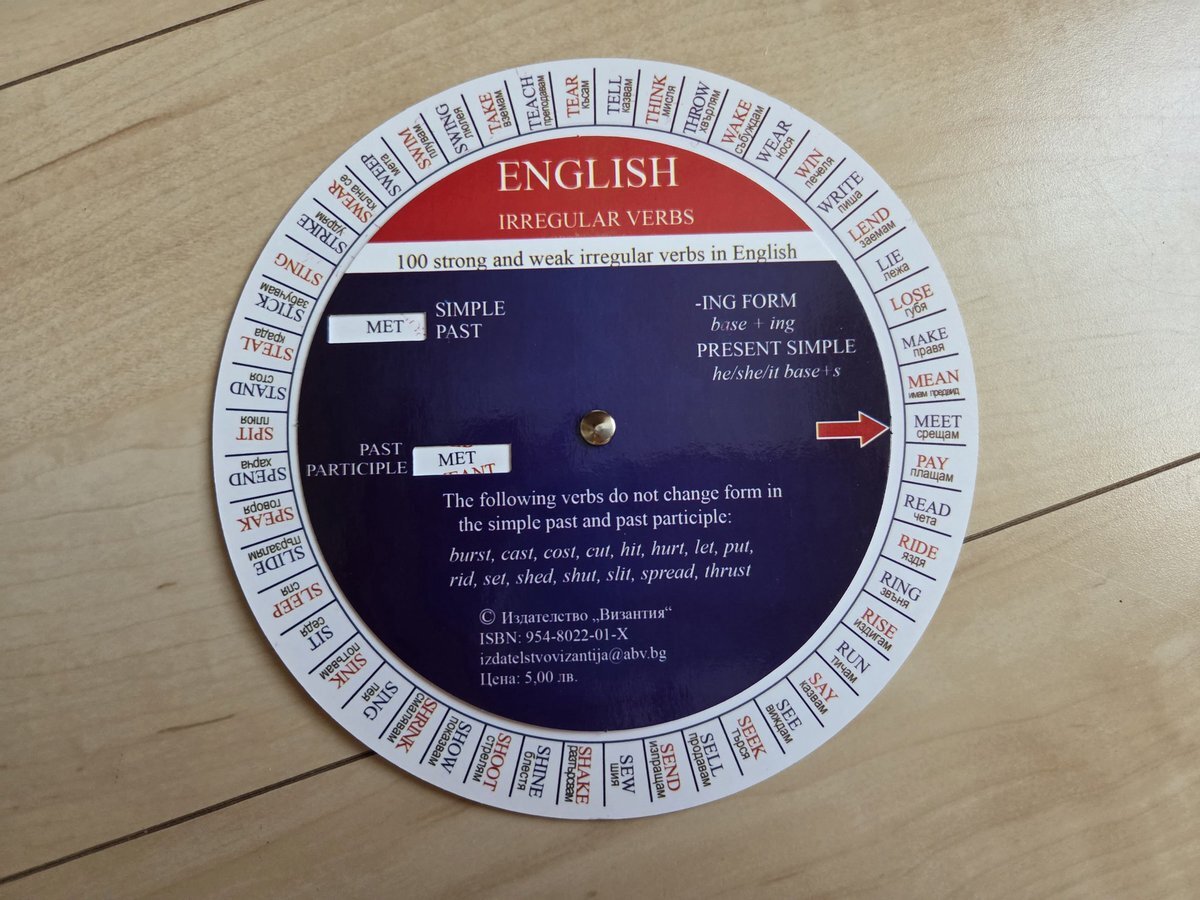 ENGLISH
IRREGULAR VERBS
100 strong and weak irregular verbs in English
MET
SIMPLE
PAST
-ING FORM
base + ing
PRESENT SIMPLE
he/she/it base+s
PAST
PARTICIPLE
MET
EANT
The following verbs do not change form in
the simple past and past participle:
burst, cast, cost, cut, hit, hurt, let, put,
rid, set, shed, shut, slit, spread, thrust
© Издателство „Византия“
ISBN: 954-8022-01-X
izdatelstvovizantija@abv.bg
Цена: 5,00 лв.
TELL
казвам
THINK
мисля
THROW
хвърлям
WAKE
събуждам
WEAR
нося
WIN
печеля
WRITE
пиша
LEND
заемам
LIE
лежа
LOSE
губя
MAKE
правя
MEAN
имам предвид
MEET
срещам
PAY
плащам
READ
чета
RIDE
яздя
RING
звъня
RISE
издигам
RUN
тичам
SAY
казвам
SEE
виждам
SEEK
търся
SELL
продавам
SEND
изпращам
SEW
шия
SHAKE
разтърсвам
SHINE
блестя
SHOOT
стрелям
SHOW
показвам
SHRINK
смалявам
SING
пея
SINK
потъвам
SIT
седя
SLEEP
спя
SLIDE
пързалям
SPEAK
говоря
SPEND
харча
SPIT
плюя
STAND
стоя
STEAL
крада
STICK
забучвам
STING
STRIKE
удрям
SWEAR
кълна се
SWEEP
мета
SWIM
плувам
SWING
люлея
TAKE
вземам
TEACH
преподавам
TEAR
късам